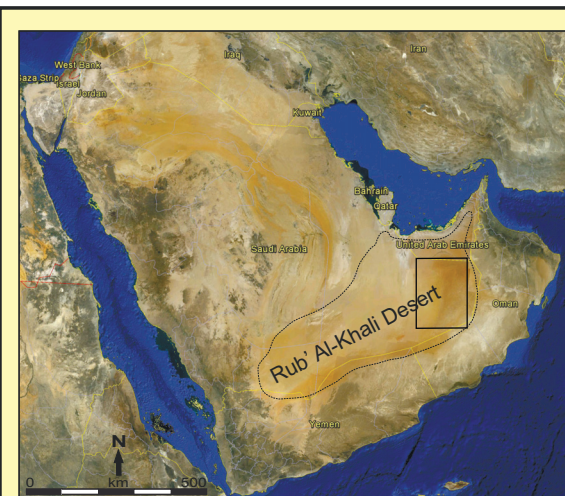 Iraq
Iran
West Bank
Gaza Strip
Israel
Jordan
Kuwait
Bahrain
Qatar
United Arab Emirates
Saudi Arabia
Oman
Rub' Al-Khali Desert
Yemen
N
0 km 500